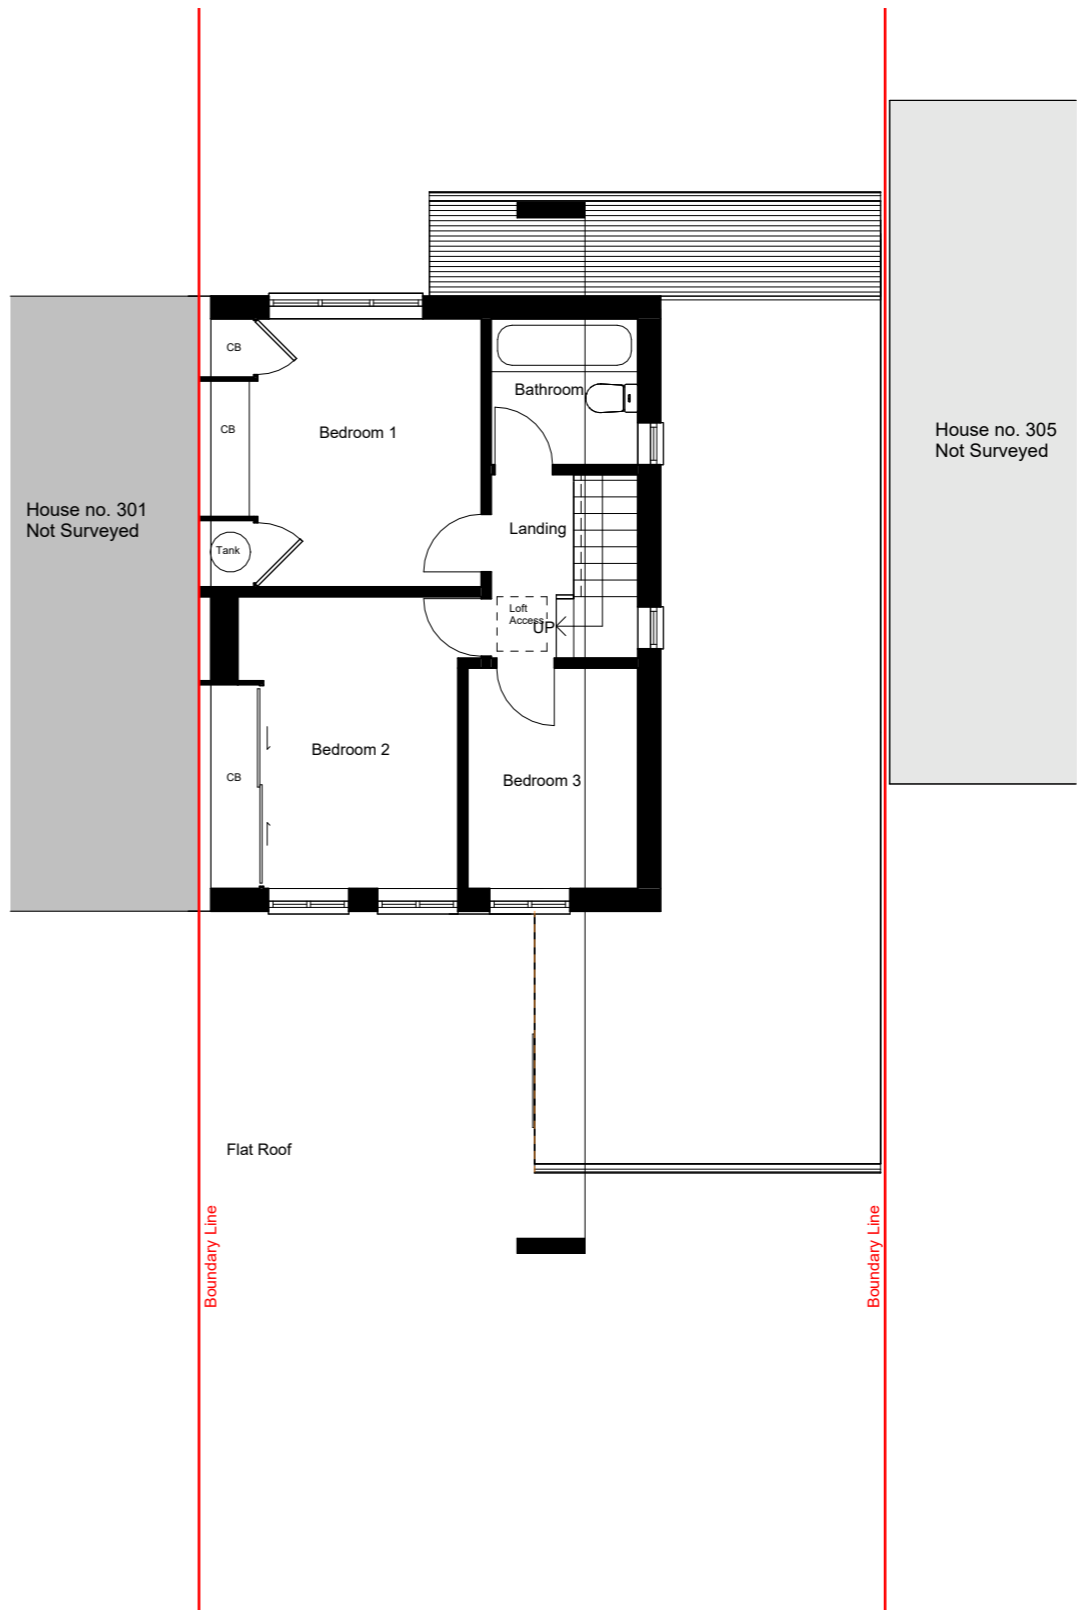 CB
Bathroom
CB
Bedroom 1
House no. 305
Not Surveyed
House no. 301
Not Surveyed
Landing
Tank
Loft
Access
UP
Bedroom 2
CB
Bedroom 3
Flat Roof
Boundary Line
Boundary Line